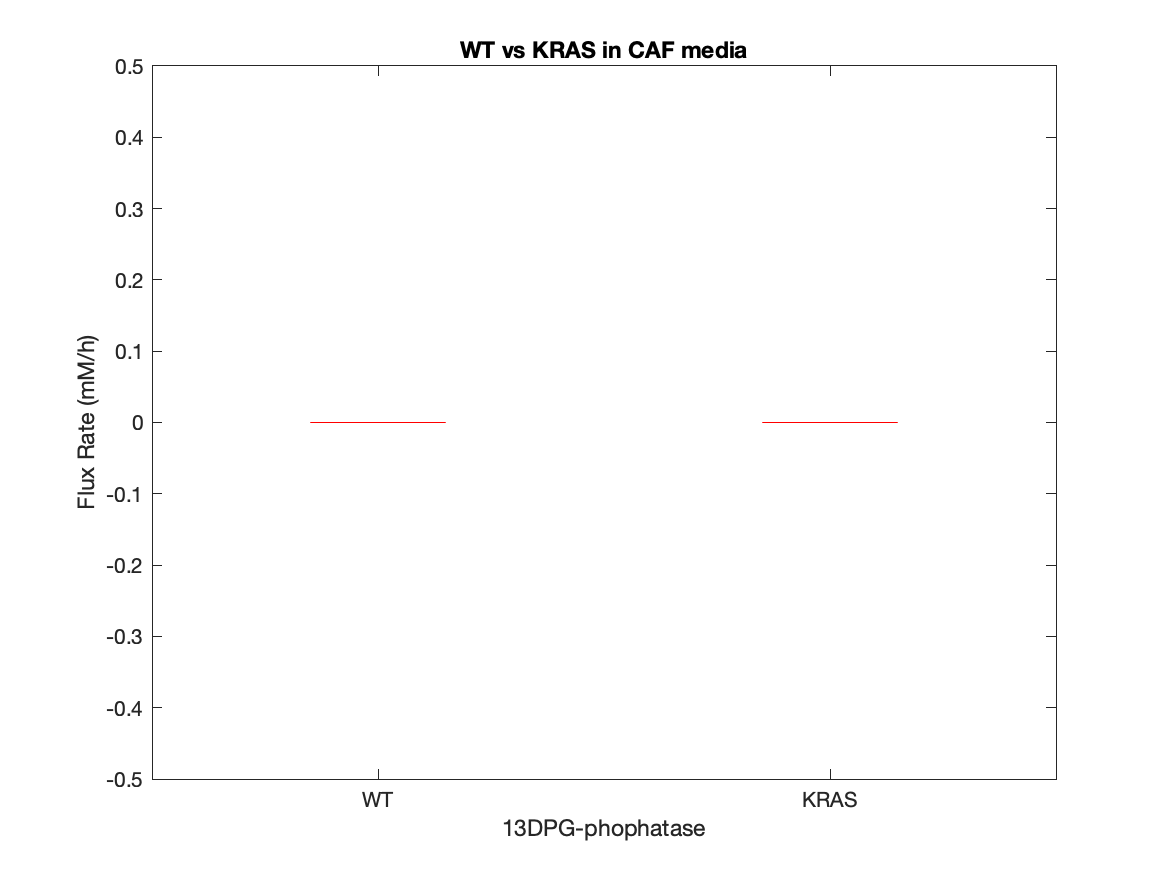 WT vs KRAS in CAF media
0.5
0.4
0.3
0.2
0.1
0
-0.1
-0.2
-0.3
-0.4
-0.5
Flux Rate (mM/h)
WT KRAS
13DPG-phophatase